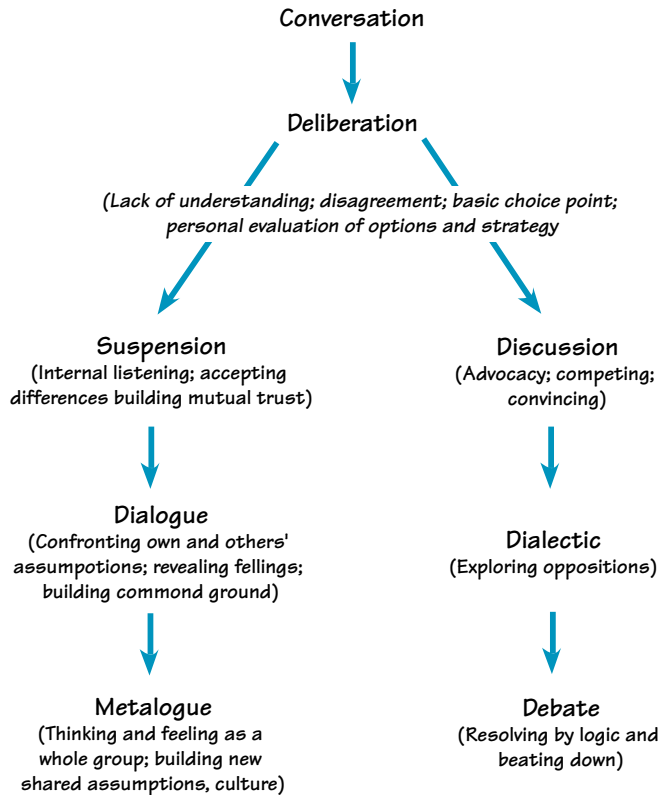 Conversation
Deliberation
(Lack of understanding; disagreement; basic choice point;
personal evaluation of options and strategy
Suspension
(Internal listening; accepting
differences building mutual trust)
Discussion
(Advocacy; competing;
convincing)
Dialogue
(Confronting own and others'
assumpotions; revealing fellings;
building commond ground)
Dialectic
(Exploring oppositions)
Metalogue
(Thinking and feeling as a
whole group; building new
shared assumptions, culture)
Debate
(Resolving by logic and
beating down)